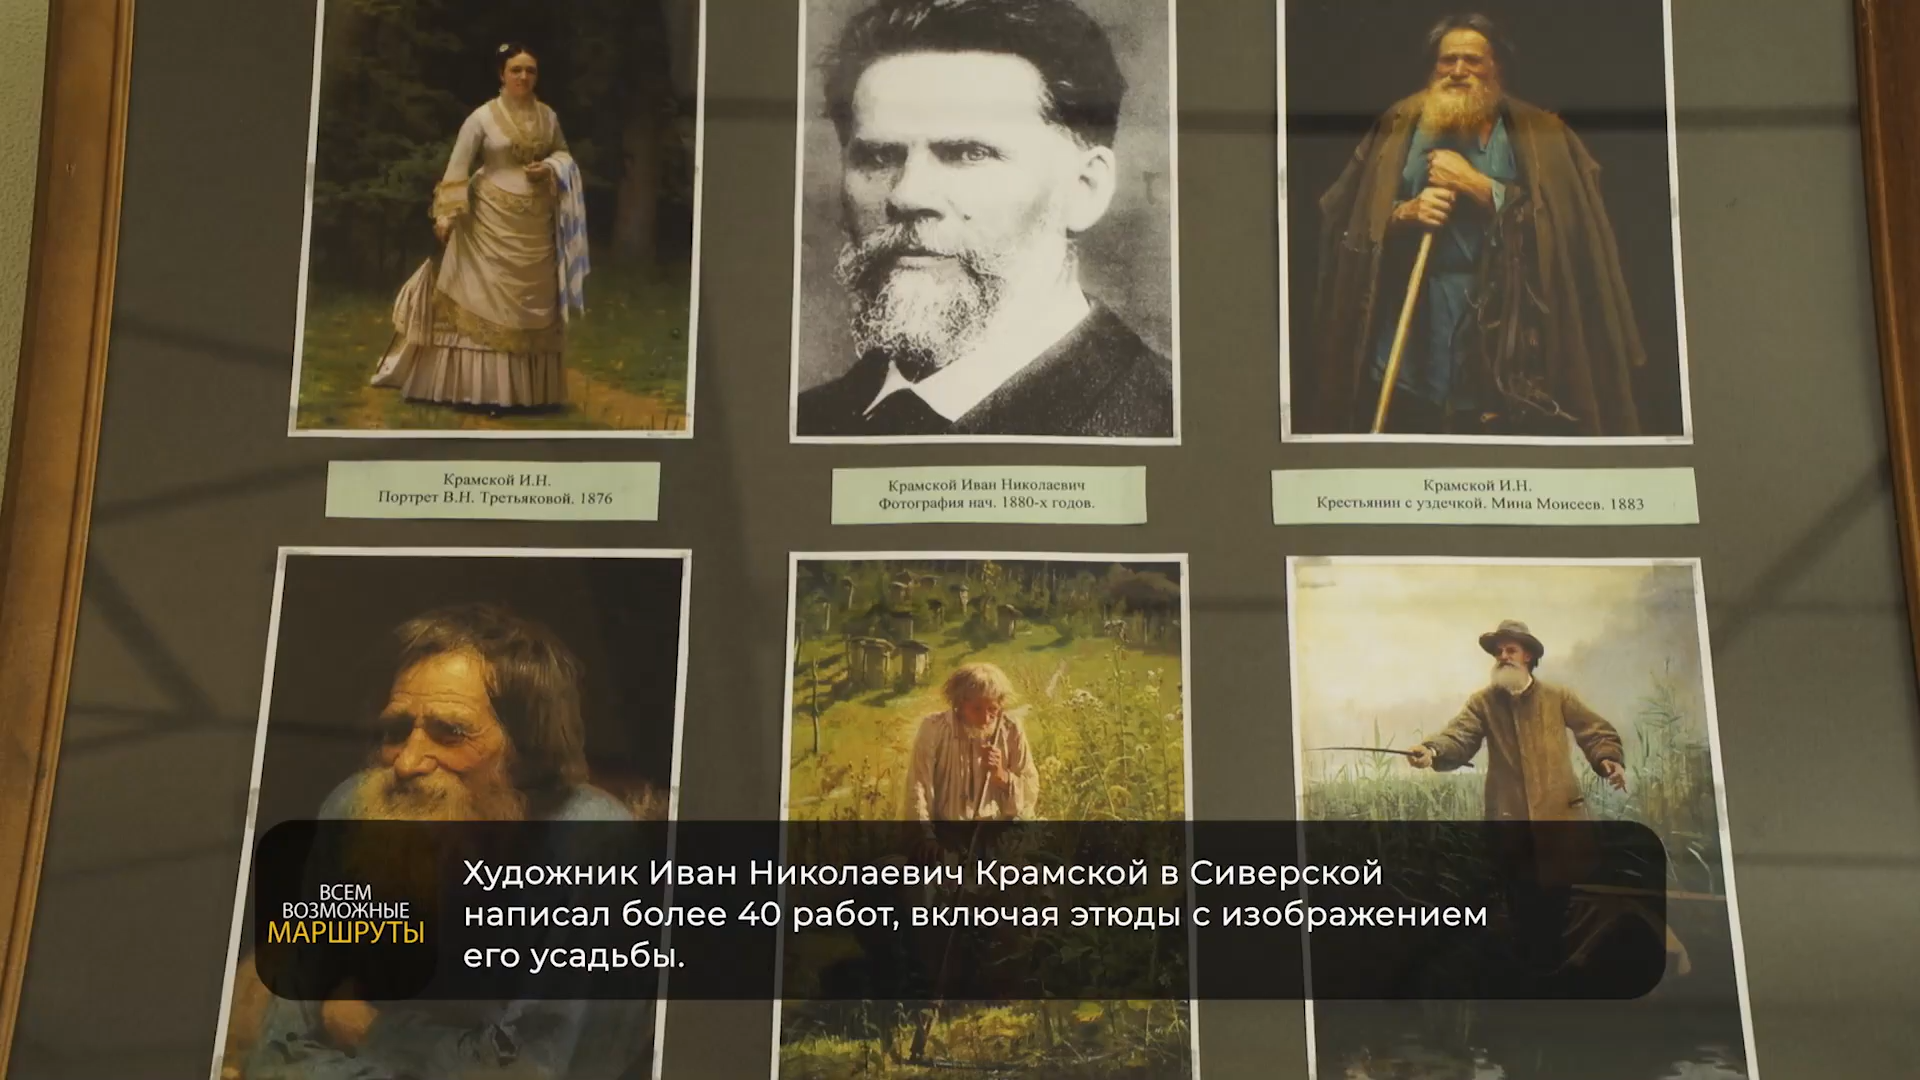 Крамской И.Н.
Портрет В.Н. Третьяковой. 1876
Крамской Иван Николаевич
Фотография нач. 1880-х годов.
Крамской И.Н.
Крестьянин с уздечкой. Мина Моисеев. 1883
ВСЕМ
ВОЗМОЖНЫЕ
МАРШРУТЫ
Художник Иван Николаевич Крамской в Сиверской
написал более 40 работ, включая этюды с изображением
его усадьбы.